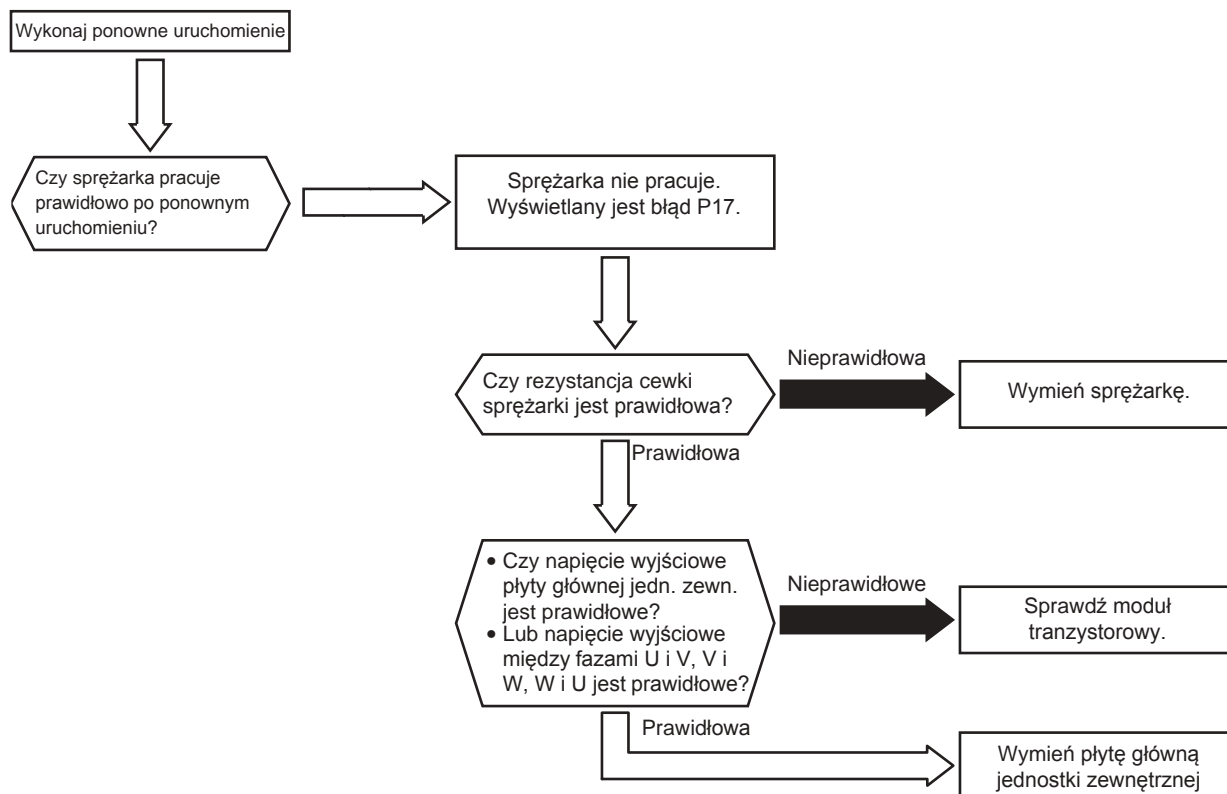 Wykonaj ponowne uruchomienie
Czy sprężarka pracuje
prawidłowo po ponownym
uruchomieniu?
Sprężarka nie pracuje.
Wyświetlany jest błąd P17.
Czy rezystancja cewki
sprężarki jest prawidłowa?
Nieprawidłowa
Wymień sprężarkę.
Prawidłowa
• Czy napięcie wyjściowe
płyty głównej jedn. zewn.
jest prawidłowe?
• Lub napięcie wyjściowe
między fazami U i V, V i
W, W i U jest prawidłowe?
Nieprawidłowe
Sprawdź moduł
tranzystorowy.
Prawidłowa
Wymień płytę główną
jednostki zewnętrznej